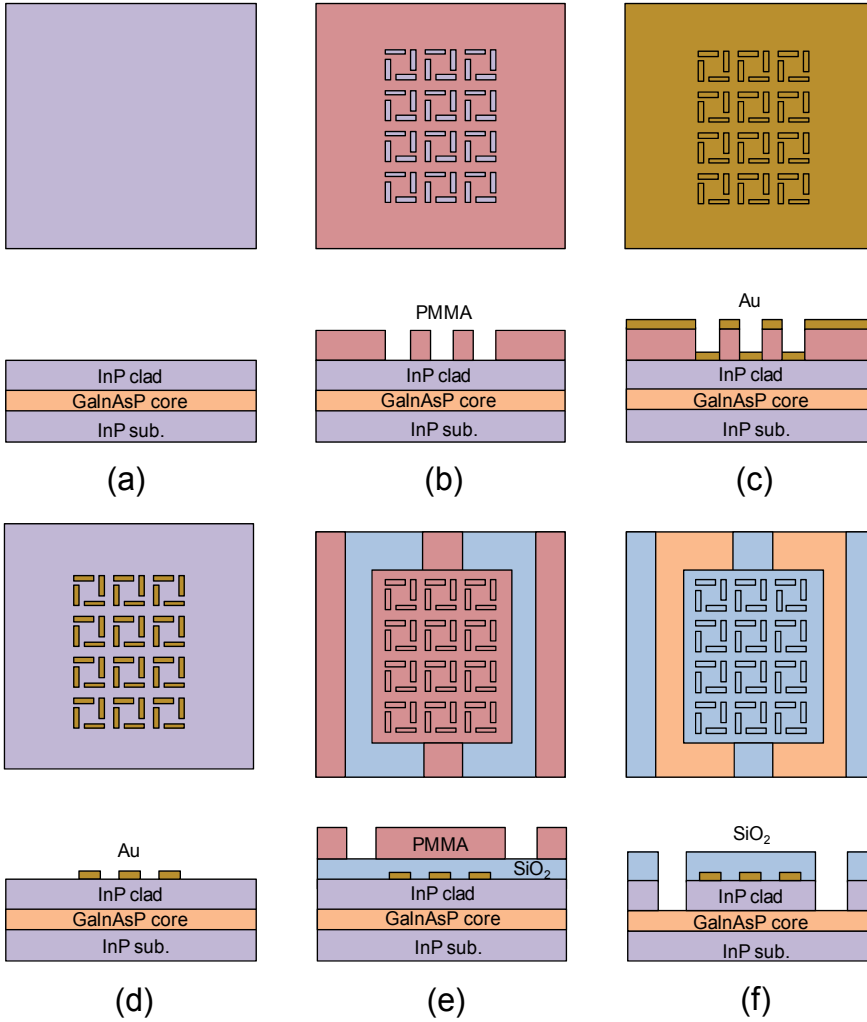 PMMA
Au
InP clad
GaInAsP core
InP sub.
InP clad
GaInAsP core
InP sub.
InP clad
GaInAsP core
InP sub.
(a)
(b)
(c)
Au
InP clad
GaInAsP core
InP sub.
PMMA
SiO2
InP clad
GaInAsP core
InP sub.
SiO2
InP clad
GaInAsP core
InP sub.
(d)
(e)
(f)